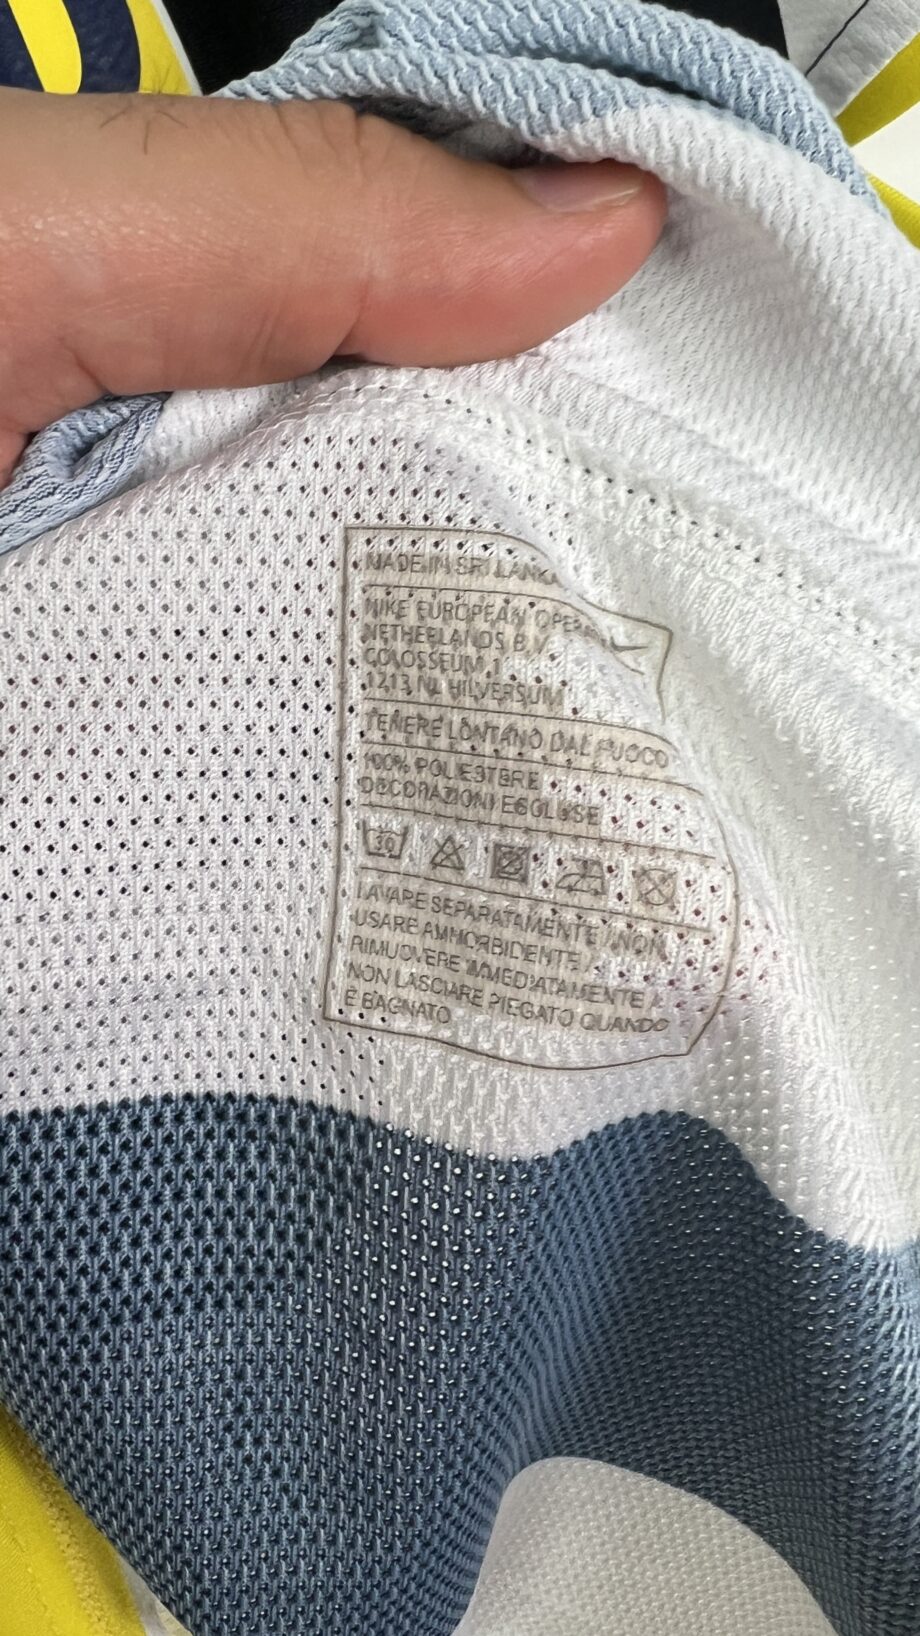 MADE IN SRI LANKA
NIKE EUROPEAN
NETHERLANDS B.V.
COLOSSEUM 1
1213 NL HILVERSUM
TENERE LONTANO DAL FUOCO
100% POLIESTERE
DECORAZIONI ESCLUSE
30
LAVARE SEPARATAMENTE / NON
USARE AMMORBIDENTE /
RIMUOVERE IMMEDIATAMENTE /
NON LASCIARE PIEGATO QUANDO
È BAGNATO